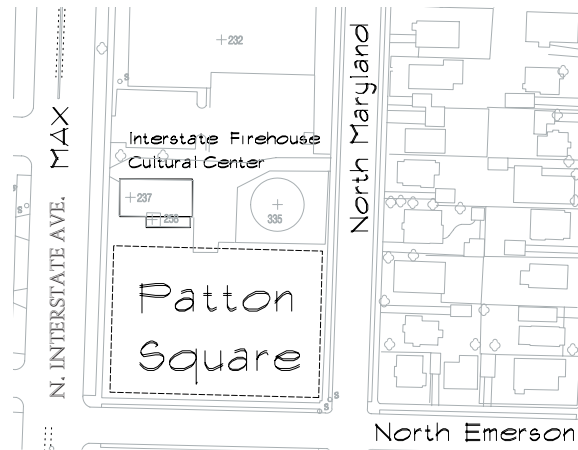 232
S
MAX
North Maryland
Interstate Firehouse
Cultural Center
237
335
N. INTERSTATE AVE.
Patton
Square
S
S
S
North Emerson